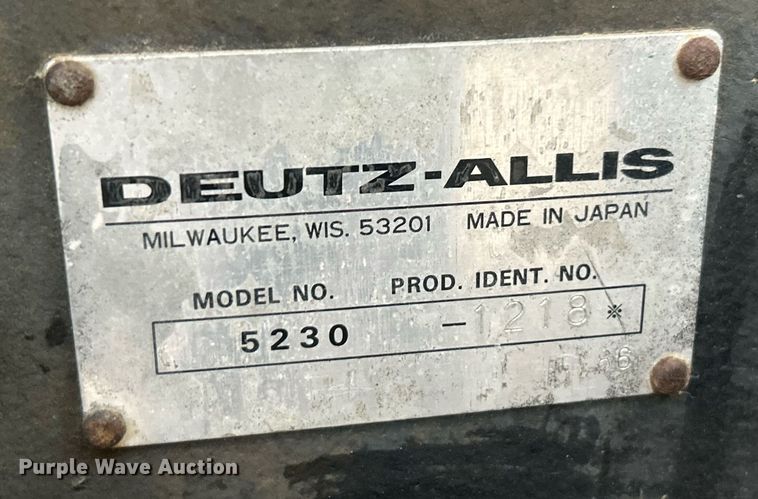 DEUTZ-ALLIS
MILWAUKEE, WIS. 53201 MADE IN JAPAN
MODEL NO. PROD. IDENT. NO.
5230 -1218※
Purple Wave Auction